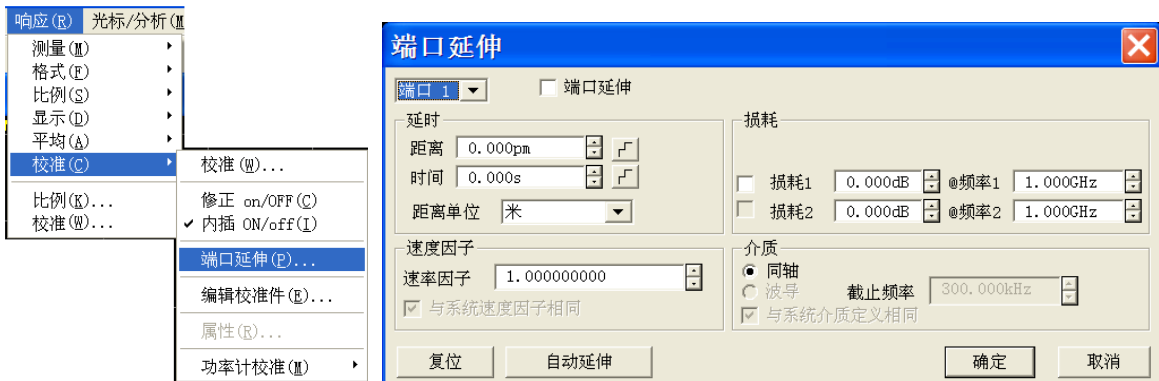 响应(R) 光标/分析(M
测量(M)
格式(F)
比例(S)
显示(D)
平均(A)
校准(C)
比例(K)...
校准(W)...
校准(W)...
修正 on/OFF(C)
✓ 内插 ON/off(I)
端口延伸(P)...
编辑校准件(E)...
属性(R)...
功率计校准(M)
端口延伸
端口 1 端口延伸
延时
距离 0.000pm
时间 0.000s
距离单位 米
损耗
损耗1 0.000dB @频率1 1.000GHz
损耗2 0.000dB @频率2 1.000GHz
速度因子
速率因子 1.000000000
与系统速度因子相同
介质
同轴
波导 截止频率 300.000kHz
与系统介质定义相同
复位 自动延伸 确定 取消